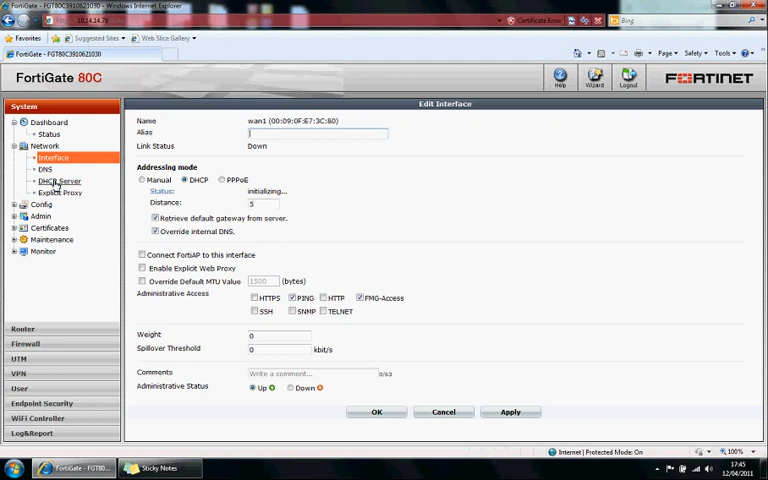 FortiGate - FGT80C3910621030 - Windows Internet Explorer
10.14.14.79
Certificate Error
Bing
Favorites
Suggested Sites
Web Slice Gallery
FortiGate - FGT80C3910621030
Page
Safety
Tools
FortiGate 80C
Help
Wizard
Logout
FORTINET
System
Dashboard
Status
Network
Interface
DNS
DHCP Server
Explicit Proxy
Config
Admin
Certificates
Maintenance
Monitor
Router
Firewall
UTM
VPN
User
Endpoint Security
WiFi Controller
Log&Report
Edit Interface
Name wan1 (00:09:0F:E7:3C:80)
Alias
Link Status Down
Addressing mode
Manual DHCP PPPoE
Status: initializing...
Distance: 5
Retrieve default gateway from server.
Override internal DNS.
Connect FortiAP to this interface
Enable Explicit Web Proxy
Override Default MTU Value 1500 (bytes)
Administrative Access HTTPS PING HTTP FMG-Access
SSH SNMP TELNET
Weight 0
Spillover Threshold 0 kbit/s
Comments Write a comment... 0/63
Administrative Status Up Down
OK Cancel Apply
Internet | Protected Mode: On
100%
FortiGate - FGT80...
Sticky Notes
17:45
12/04/2011